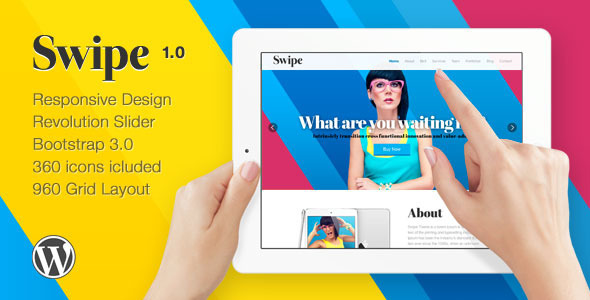 Swipe 1.0
Responsive Design
Revolution Slider
Bootstrap 3.0
360 icons icluded
960 Grid Layout
Swipe
Home About Services Team Portfolio Blog Contact
What are you waiting
Buy Now
About